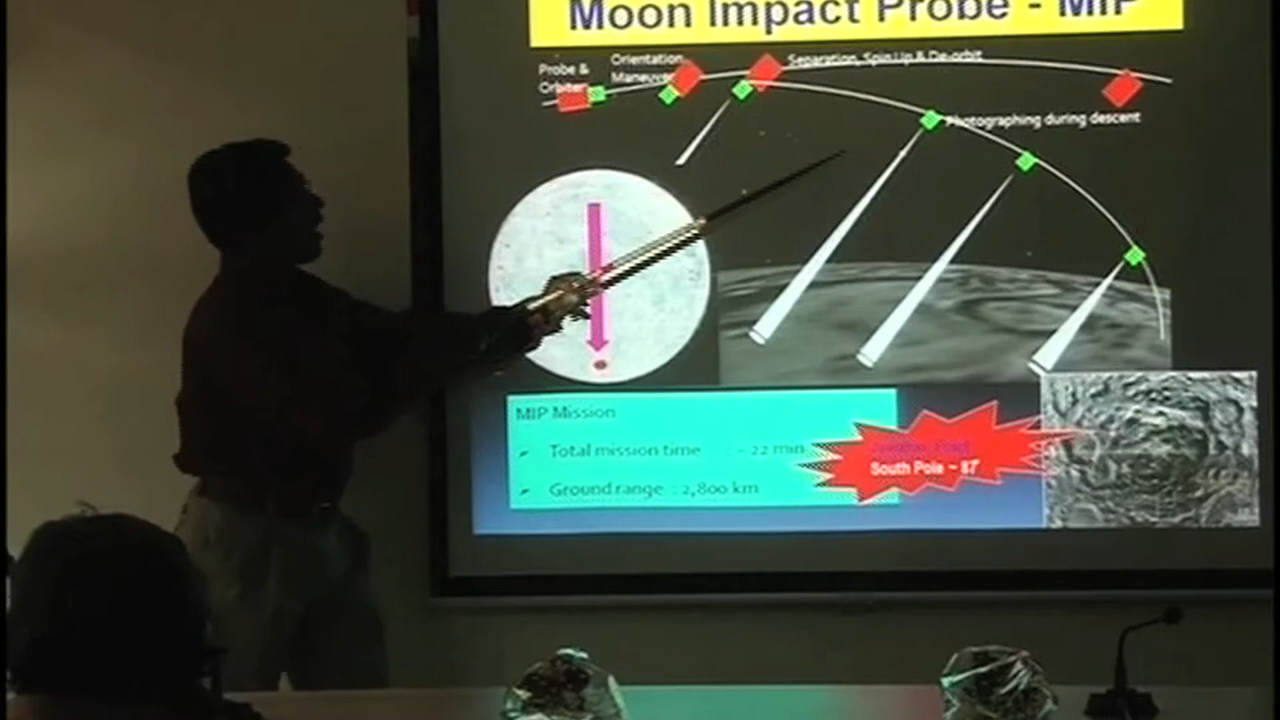 Moon Impact Probe - MIP
Probe &
Orbiter
Orientation
Maneuver
Separation, Spin Up & De-orbit
Photographing during descent
MIP Mission
Total mission time : ~ 22 min
Ground range : 2,800 km
South Pole ~ 87°